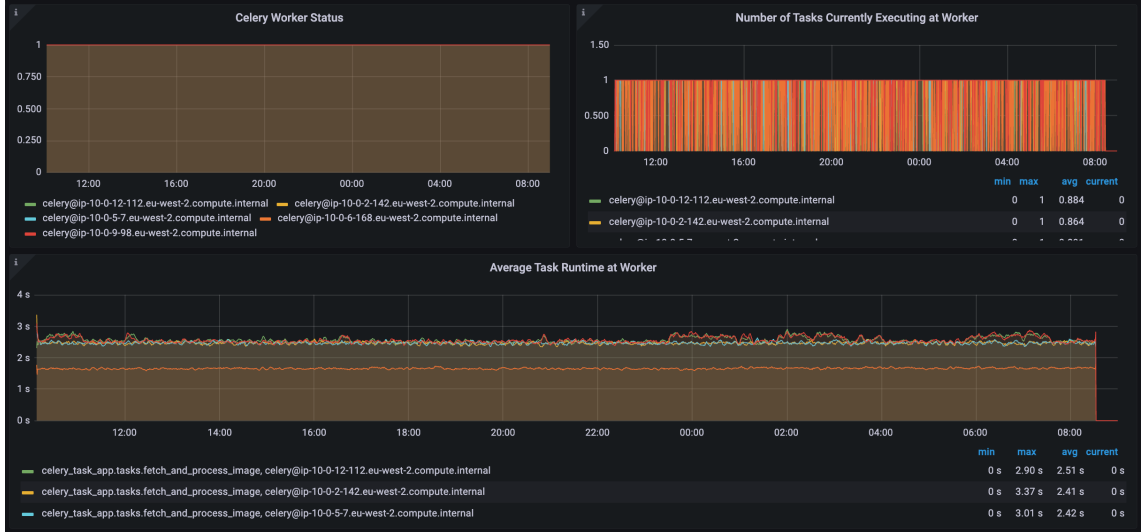 Celery Worker Status
1
0.750
0.500
0.250
0
12:00 16:00 20:00 00:00 04:00 08:00
celery@ip-10-0-12-112.eu-west-2.compute.internal celery@ip-10-0-2-142.eu-west-2.compute.internal
celery@ip-10-0-5-7.eu-west-2.compute.internal celery@ip-10-0-6-168.eu-west-2.compute.internal
celery@ip-10-0-9-98.eu-west-2.compute.internal
Number of Tasks Currently Executing at Worker
1.50
1
0.500
0
12:00 16:00 20:00 00:00 04:00 08:00
min max avg current
celery@ip-10-0-12-112.eu-west-2.compute.internal 0 1 0.884 0
celery@ip-10-0-2-142.eu-west-2.compute.internal 0 1 0.864 0
Average Task Runtime at Worker
4 s
3 s
2 s
1 s
0 s
12:00 14:00 16:00 18:00 20:00 22:00 00:00 02:00 04:00 06:00 08:00
min max avg current
celery_task_app.tasks.fetch_and_process_image, celery@ip-10-0-12-112.eu-west-2.compute.internal 0 s 2.90 s 2.51 s 0 s
celery_task_app.tasks.fetch_and_process_image, celery@ip-10-0-2-142.eu-west-2.compute.internal 0 s 3.37 s 2.41 s 0 s
celery_task_app.tasks.fetch_and_process_image, celery@ip-10-0-5-7.eu-west-2.compute.internal 0 s 3.01 s 2.42 s 0 s